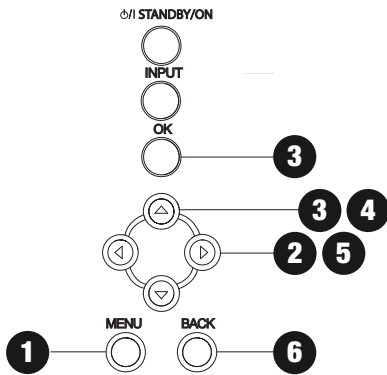 ⏻/I STANDBY/ON
INPUT
OK
3
3 4
2 5
MENU BACK
1 6